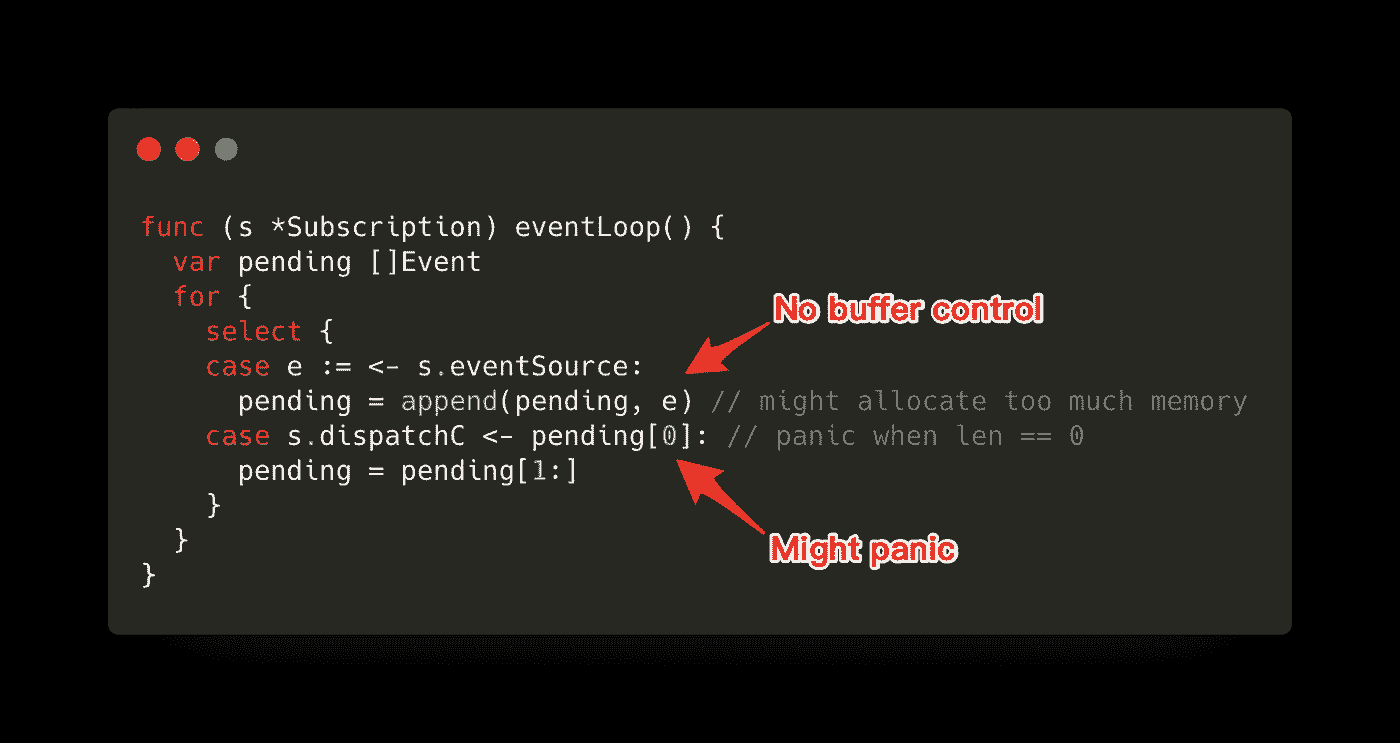 func (s *Subscription) eventLoop() {
  var pending []Event
  for {
    select {
    case e := <- s.eventSource:
      pending = append(pending, e) // might allocate too much memory
    case s.dispatchC <- pending[0]: // panic when len == 0
      pending = pending[1:]
    }
  }
}
No buffer control
Might panic